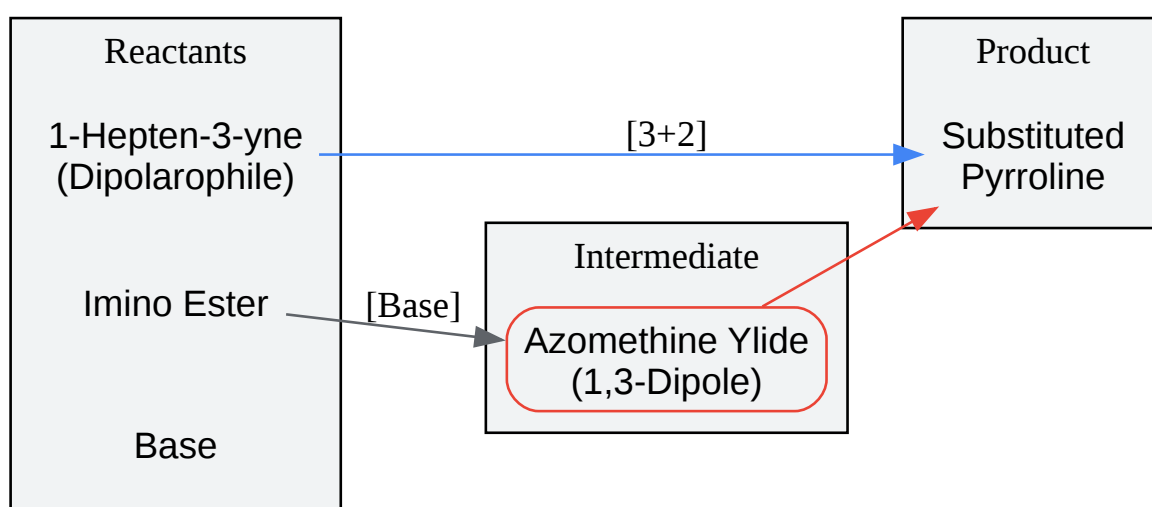 Reactants
1-Hepten-3-yne
(Dipolarophile)
Imino Ester
Base
[3+2]
[Base]
Intermediate
Azomethine Ylide
(1,3-Dipole)
Product
Substituted
Pyrroline